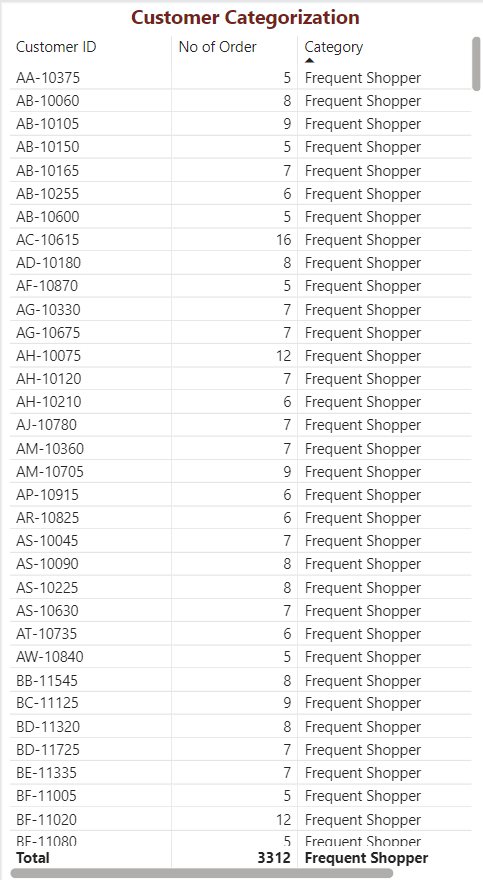 Customer Categorization
Customer ID No of Order Category
AA-10375 5 Frequent Shopper
AB-10060 8 Frequent Shopper
AB-10105 9 Frequent Shopper
AB-10150 5 Frequent Shopper
AB-10165 7 Frequent Shopper
AB-10255 6 Frequent Shopper
AB-10600 5 Frequent Shopper
AC-10615 16 Frequent Shopper
AD-10180 8 Frequent Shopper
AF-10870 5 Frequent Shopper
AG-10330 7 Frequent Shopper
AG-10675 7 Frequent Shopper
AH-10075 12 Frequent Shopper
AH-10120 7 Frequent Shopper
AH-10210 6 Frequent Shopper
AJ-10780 7 Frequent Shopper
AM-10360 7 Frequent Shopper
AM-10705 9 Frequent Shopper
AP-10915 6 Frequent Shopper
AR-10825 6 Frequent Shopper
AS-10045 7 Frequent Shopper
AS-10090 8 Frequent Shopper
AS-10225 8 Frequent Shopper
AS-10630 7 Frequent Shopper
AT-10735 6 Frequent Shopper
AW-10840 5 Frequent Shopper
BB-11545 8 Frequent Shopper
BC-11125 9 Frequent Shopper
BD-11320 8 Frequent Shopper
BD-11725 7 Frequent Shopper
BE-11335 7 Frequent Shopper
BF-11005 5 Frequent Shopper
BF-11020 12 Frequent Shopper
BF-11080 5 Frequent Shopper
Total 3312 Frequent Shopper